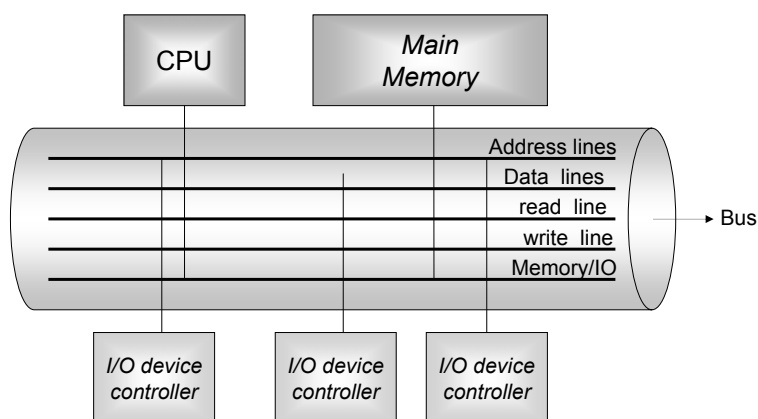 CPU
Main
Memory
Address lines
Data lines
read line
write line
Memory/IO
Bus
I/O device
controller
I/O device
controller
I/O device
controller